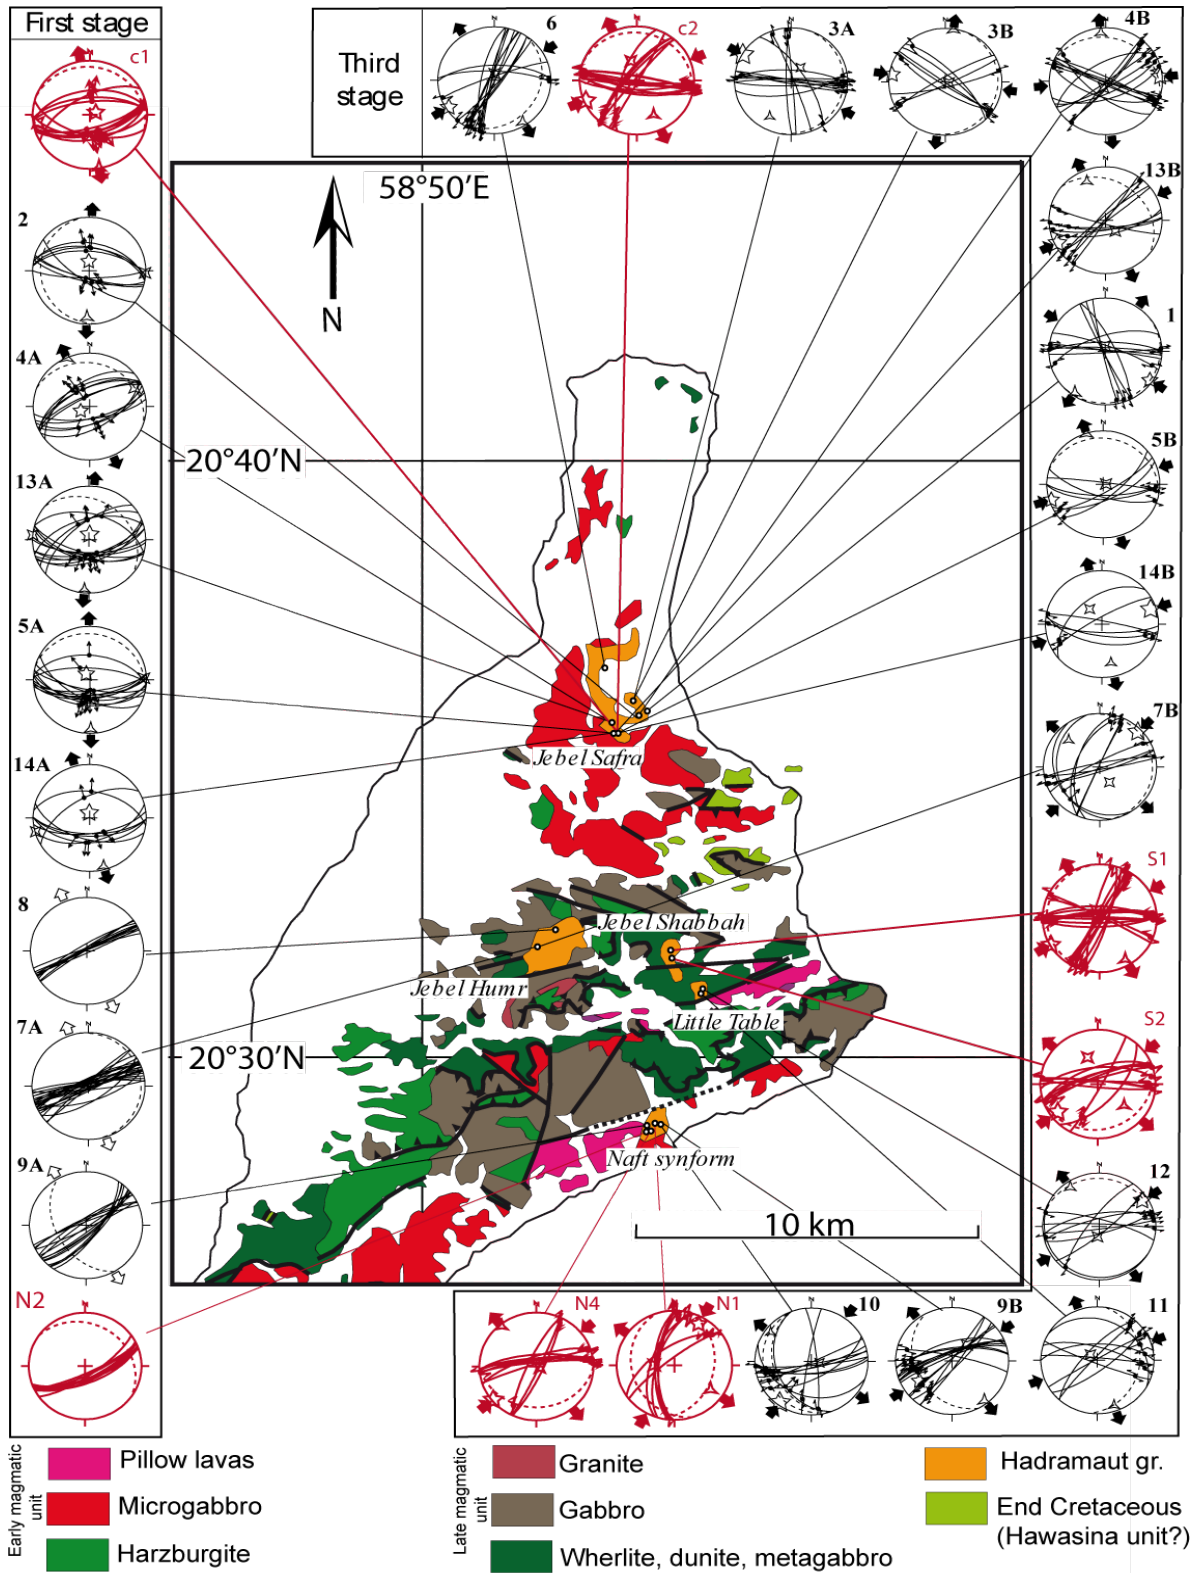 First stage
c1
2
4A
13A
5A
14A
8
7A
9A
N2
Third
stage
6
c2
3A
3B
4B
13B
1
5B
14B
7B
S1
S2
12
58°50'E
N
20°40'N
Jebel Safra
Jebel Shabbah
Jebel Humr
Little Table
20°30'N
Naft synform
10 km
N4
N1
10
9B
11
Early magmatic
unit
Pillow lavas
Microgabbro
Harzburgite
Late magmatic
unit
Granite
Gabbro
Wherlite, dunite, metagabbro
Hadramaut gr.
End Cretaceous
(Hawasina unit?)